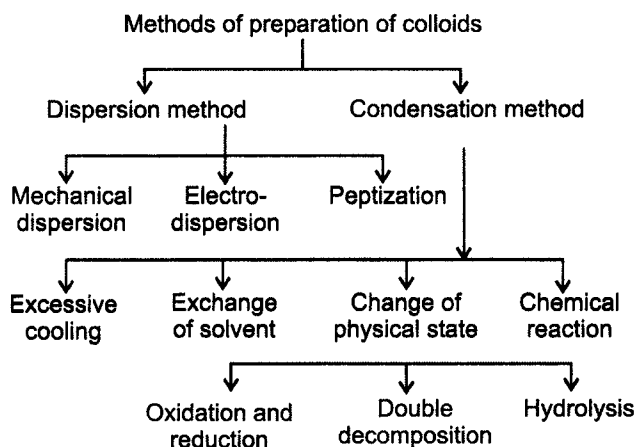 Methods of preparation of colloids
Dispersion method
Condensation method
Mechanical
dispersion
Electro-
dispersion
Peptization
Excessive
cooling
Exchange
of solvent
Change of
physical state
Chemical
reaction
Oxidation and
reduction
Double
decomposition
Hydrolysis